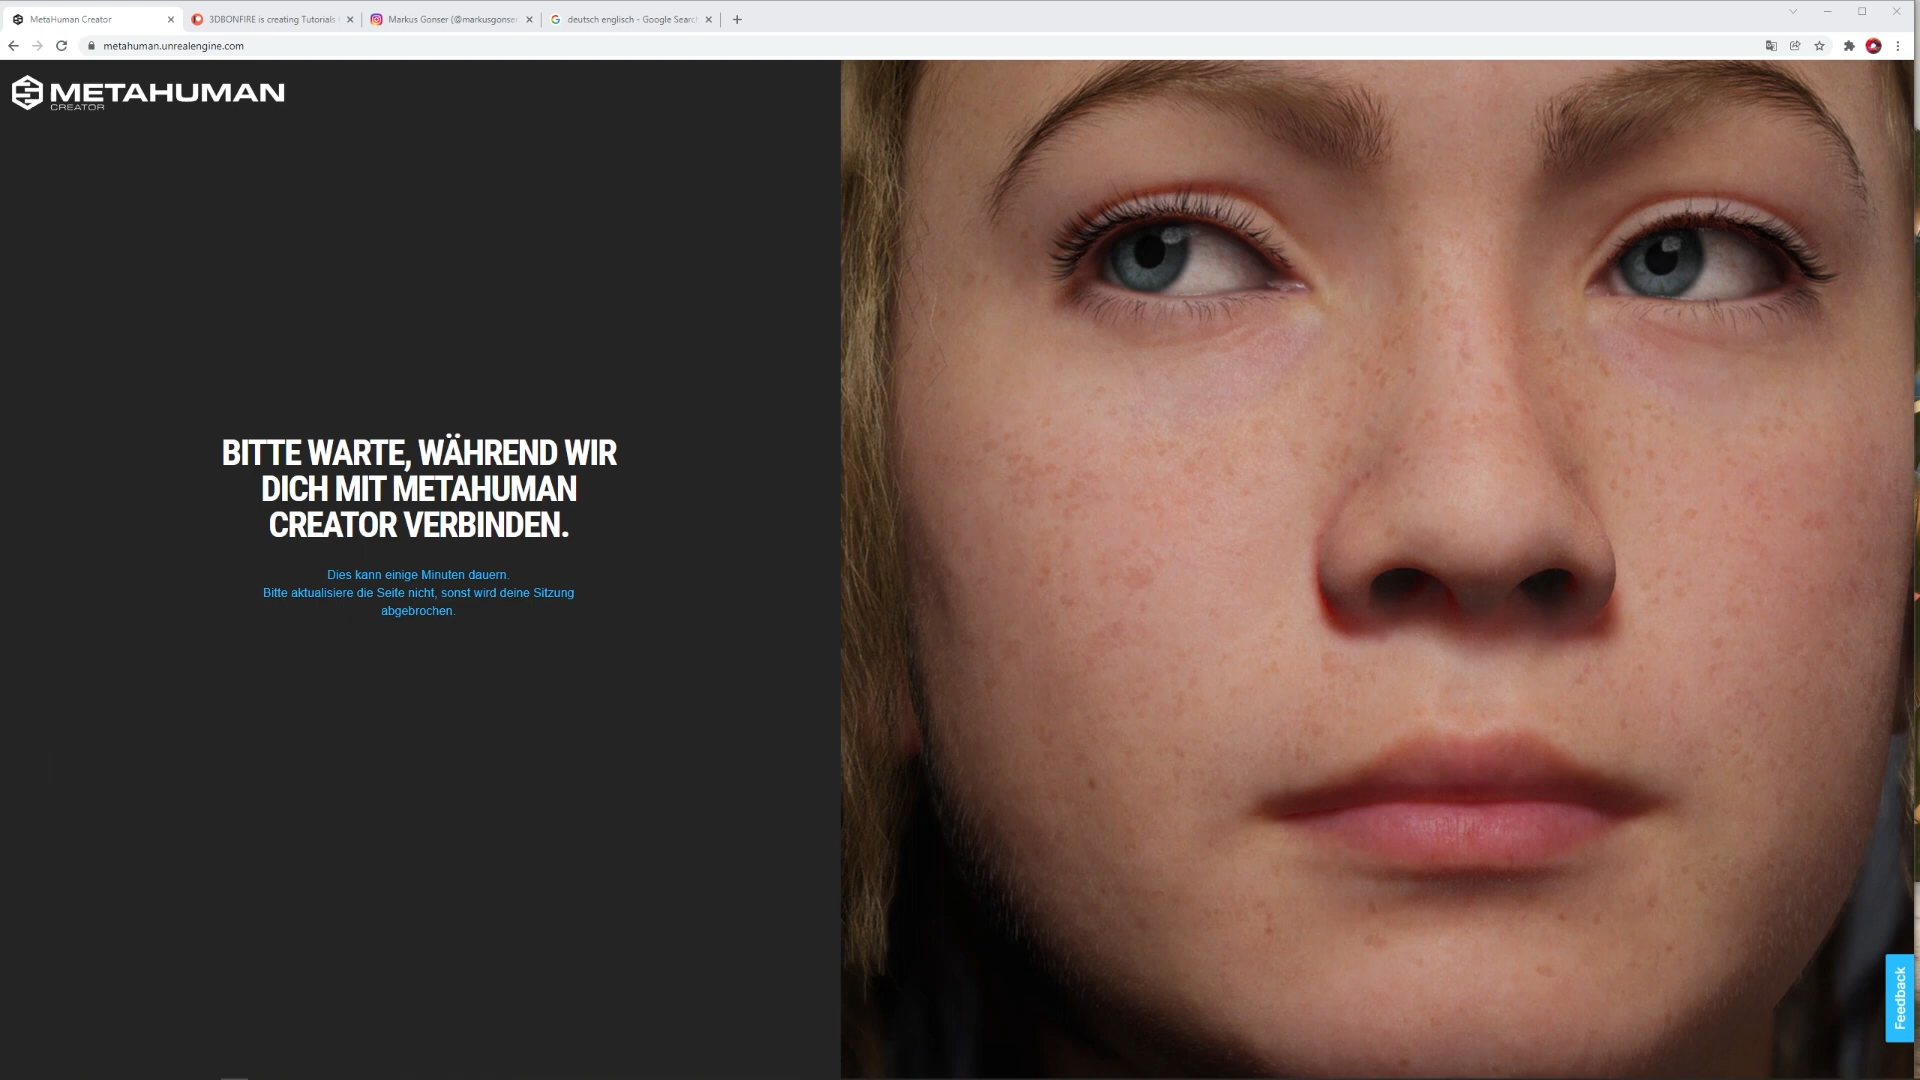 MetaHuman Creator
3DBONFIRE is creating Tutorials
Markus Gonser (@markusgonser
deutsch englisch - Google Search
metahuman.unrealengine.com
METAHUMAN
CREATOR
BITTE WARTE, WÄHREND WIR
DICH MIT METAHUMAN
CREATOR VERBINDEN.
Dies kann einige Minuten dauern.
Bitte aktualisiere die Seite nicht, sonst wird deine Sitzung
abgebrochen.
Feedback